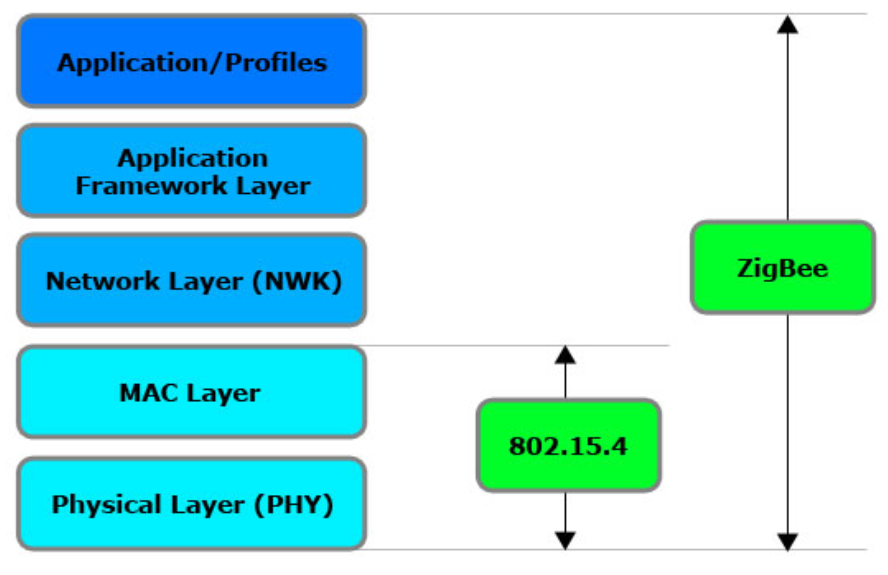 Application/Profiles
Application
Framework Layer
Network Layer (NWK)
ZigBee
MAC Layer
802.15.4
Physical Layer (PHY)